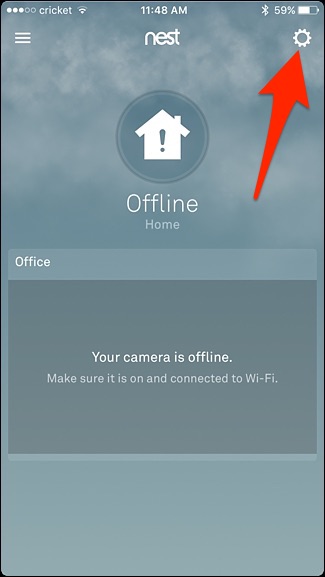 cricket 11:48 AM 59%
nest
Offline
Home
Office
Your camera is offline.
Make sure it is on and connected to Wi-Fi.